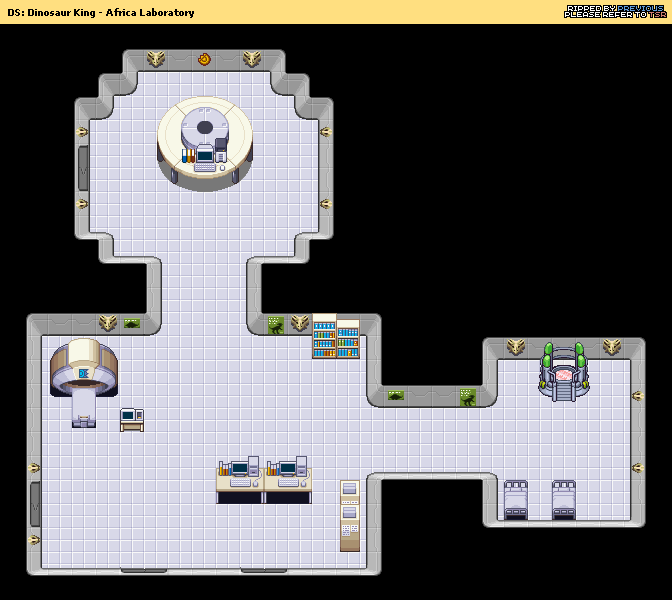 DS: Dinosaur King - Africa Laboratory
RIPPED BY PREVIOUS
PLEASE REFER TO TSR